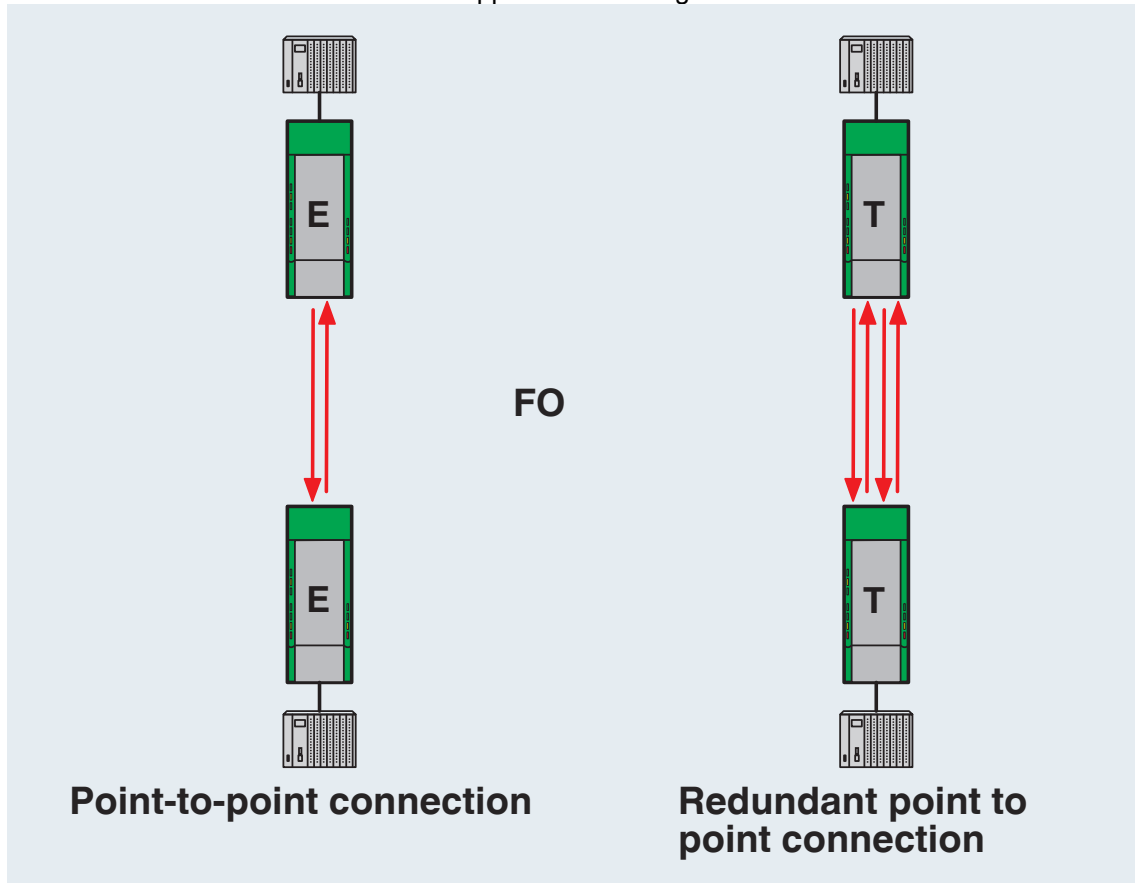 E
T
FO
E
T
Point-to-point connection
Redundant point to
point connection